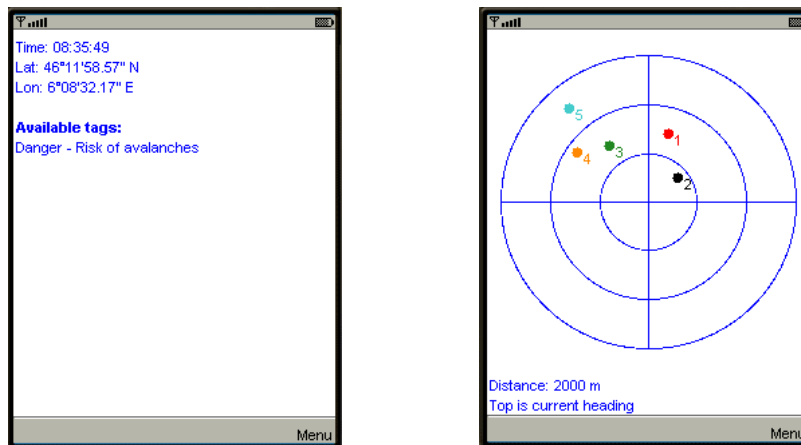 Time: 08:35:49
Lat: 46°11'58.57" N
Lon: 6°08'32.17" E
Available tags:
Danger - Risk of avalanches
Menu
5
1
3
4
2
Distance: 2000 m
Top is current heading
Menu